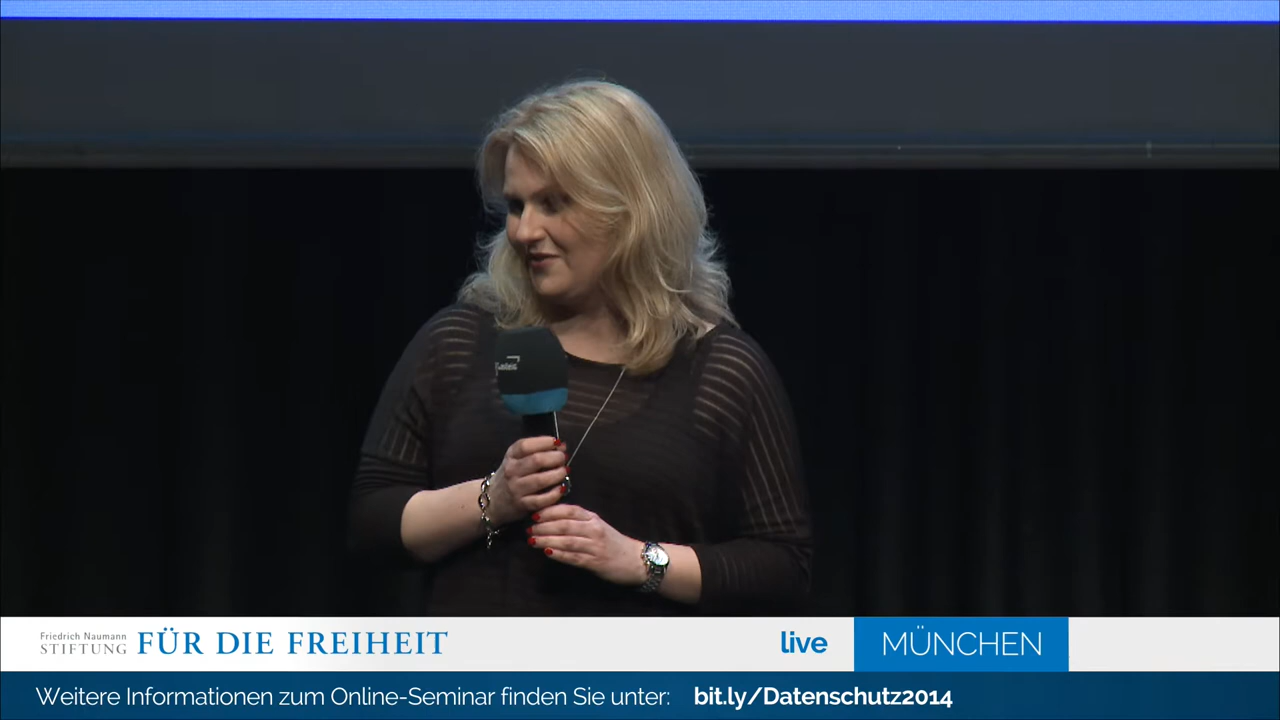 Friedrich Naumann
STIFTUNG FÜR DIE FREIHEIT
live
MÜNCHEN
Weitere Informationen zum Online-Seminar finden Sie unter: bit.ly/Datenschutz2014